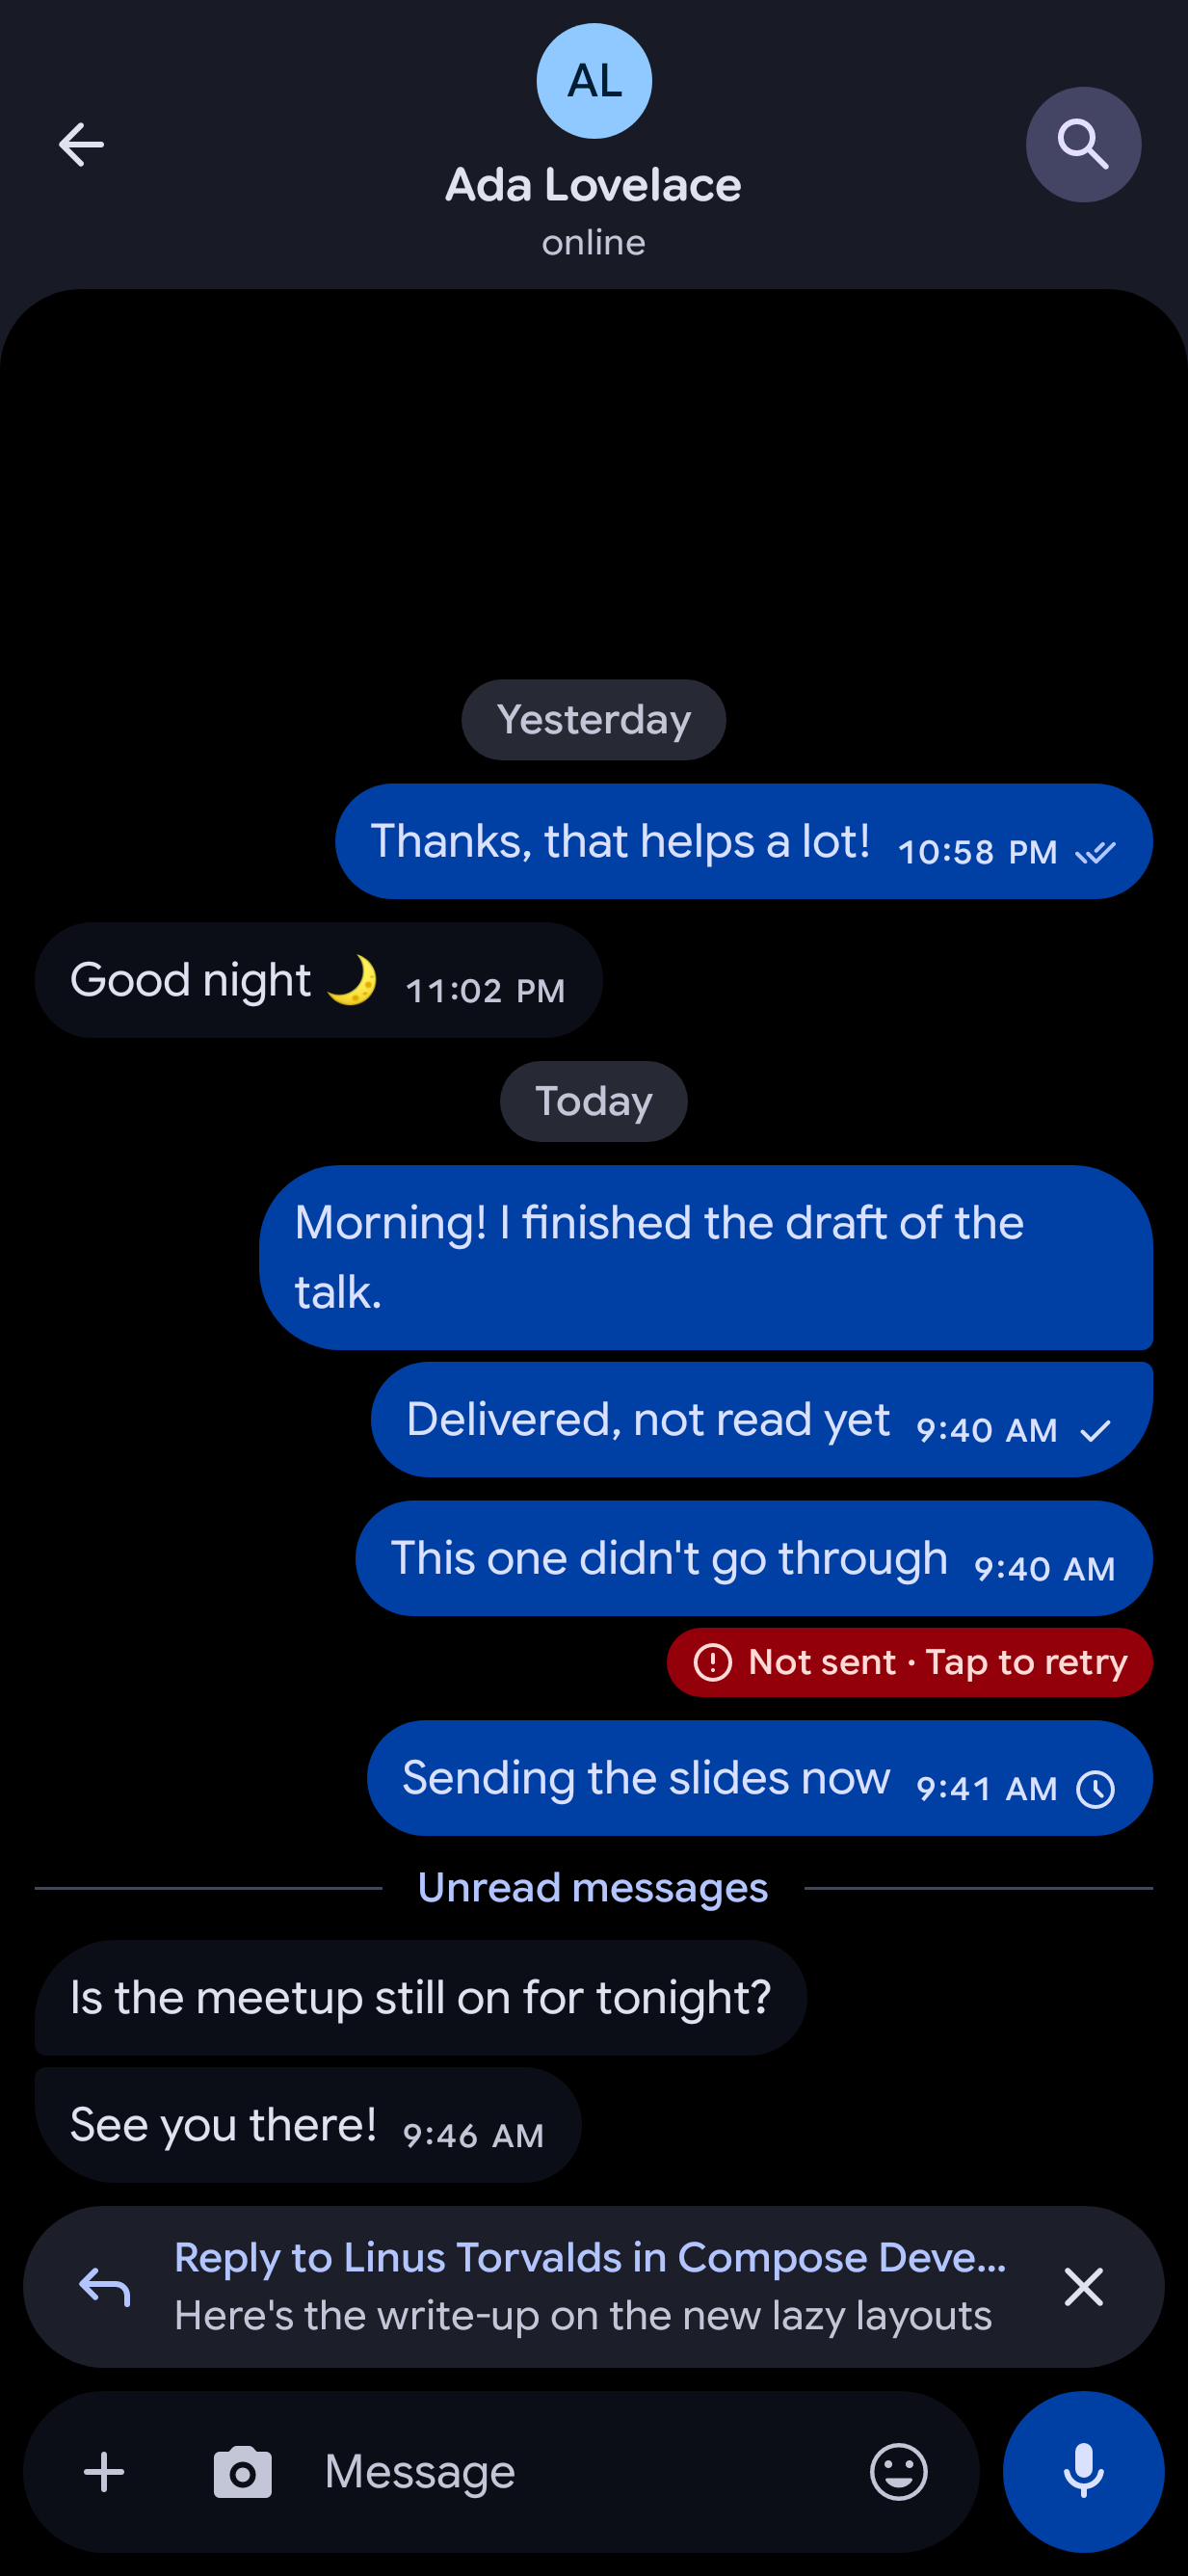 AL
Ada Lovelace
online
Yesterday
Thanks, that helps a lot! 10:58 PM
Good night 🌙 11:02 PM
Today
Morning! I finished the draft of the
talk.
Delivered, not read yet 9:40 AM
This one didn't go through 9:40 AM
Not sent · Tap to retry
Sending the slides now 9:41 AM
Unread messages
Is the meetup still on for tonight?
See you there! 9:46 AM
Reply to Linus Torvalds in Compose Deve...
Here's the write-up on the new lazy layouts
Message